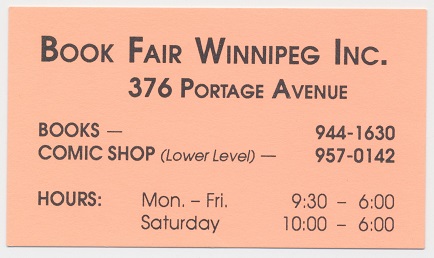 BOOK FAIR WINNIPEG INC.
376 PORTAGE AVENUE
BOOKS — 944-1630
COMIC SHOP (Lower Level) — 957-0142
HOURS: Mon. – Fri. 9:30 – 6:00
Saturday 10:00 – 6:00